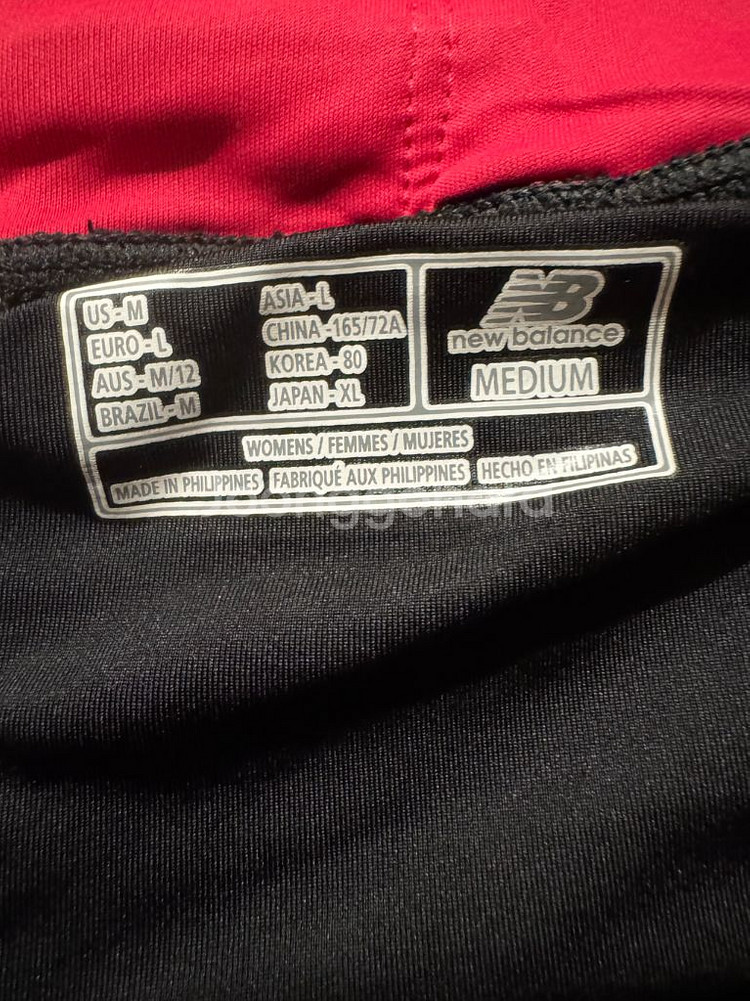 US-M
EURO-L
AUS-M/12
BRAZIL-M
ASIA-L
CHINA-165/72A
KOREA-80
JAPAN-XL
NB
new balance
MEDIUM
WOMENS / FEMMES / MUJERES
MADE IN PHILIPPINES FABRIQUÉ AUX PHILIPPINES HECHO EN FILIPINAS
Joonggonara